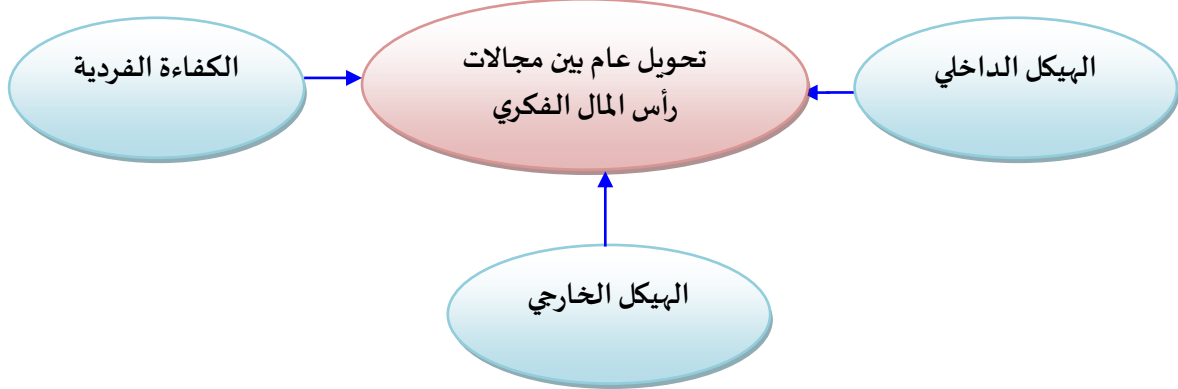 الهيكل الداخلي
تحويل عام بين مجالات
رأس المال الفكري
الكفاءة الفردية
الهيكل الخارجي